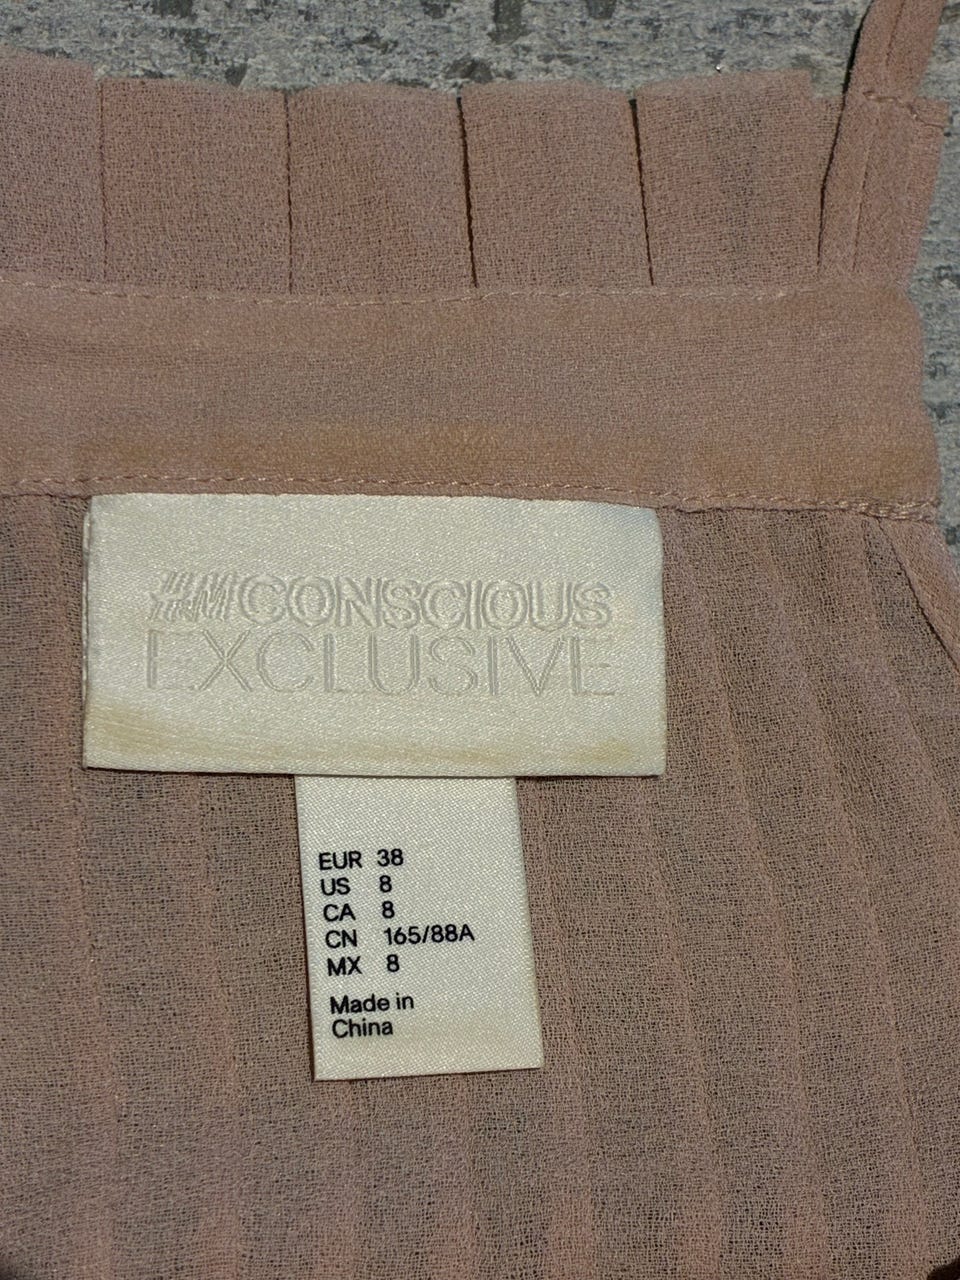 H&M CONSCIOUS
EXCLUSIVE
EUR 38
US 8
CA 8
CN 165/88A
MX 8
Made in
China